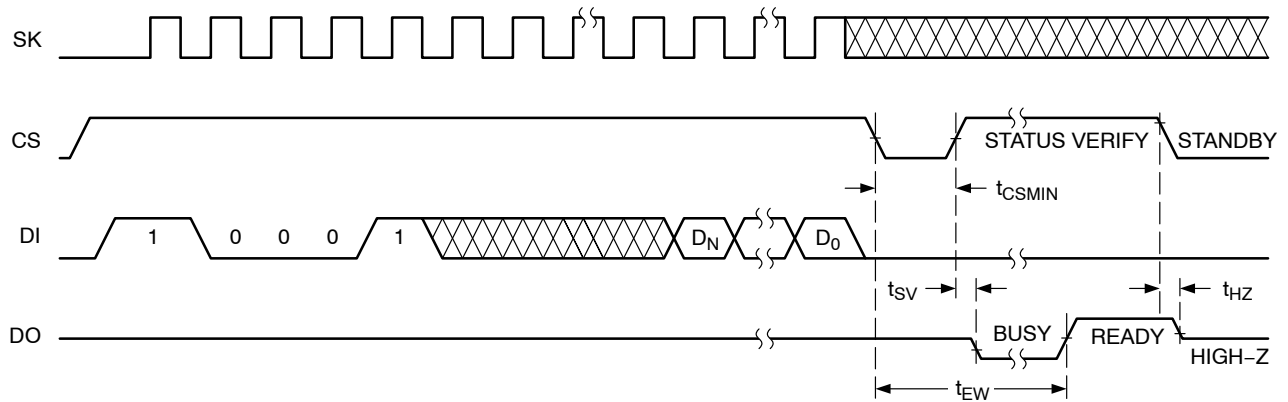 SK
CS
STATUS VERIFY
STANDBY
tCSMIN
DI
1 0 0 0 1
DN
D0
tSV
tHZ
DO
BUSY
READY
HIGH–Z
tEW